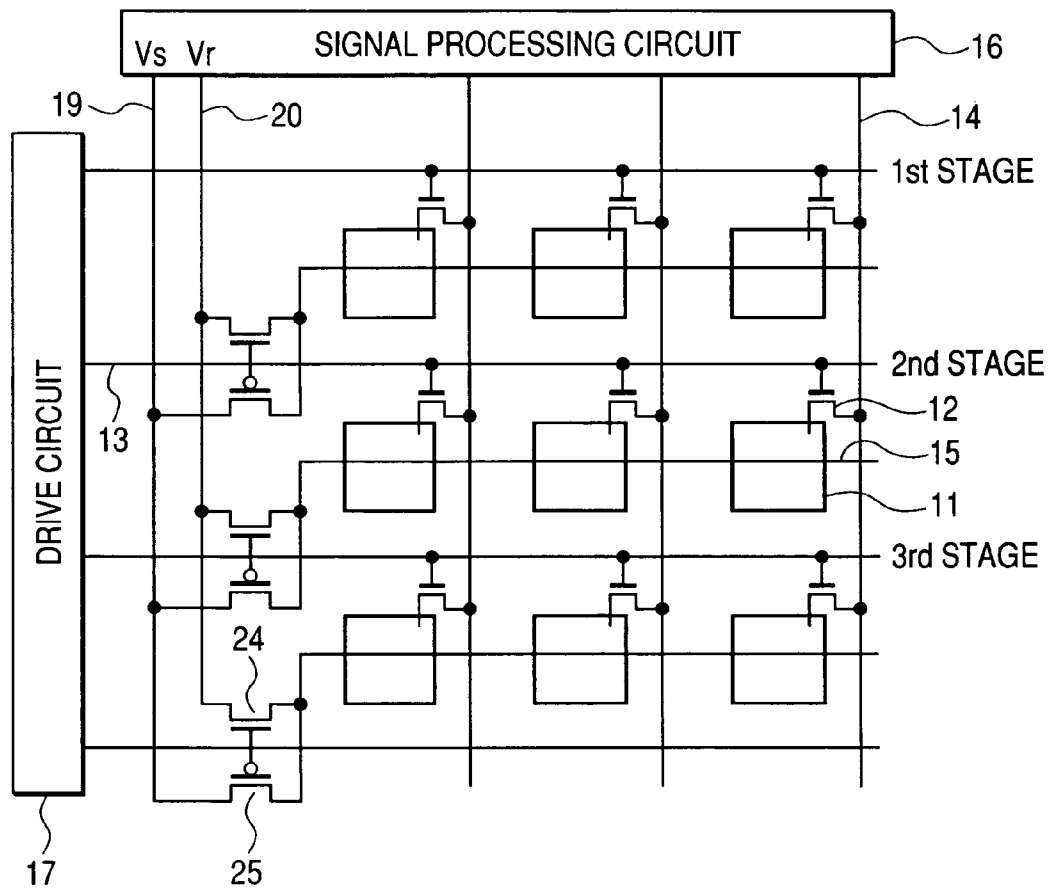 SIGNAL PROCESSING CIRCUIT
Vs Vr
16
19
20
14
1st STAGE
DRIVE CIRCUIT
2nd STAGE
13
12
15
11
3rd STAGE
24
25
17